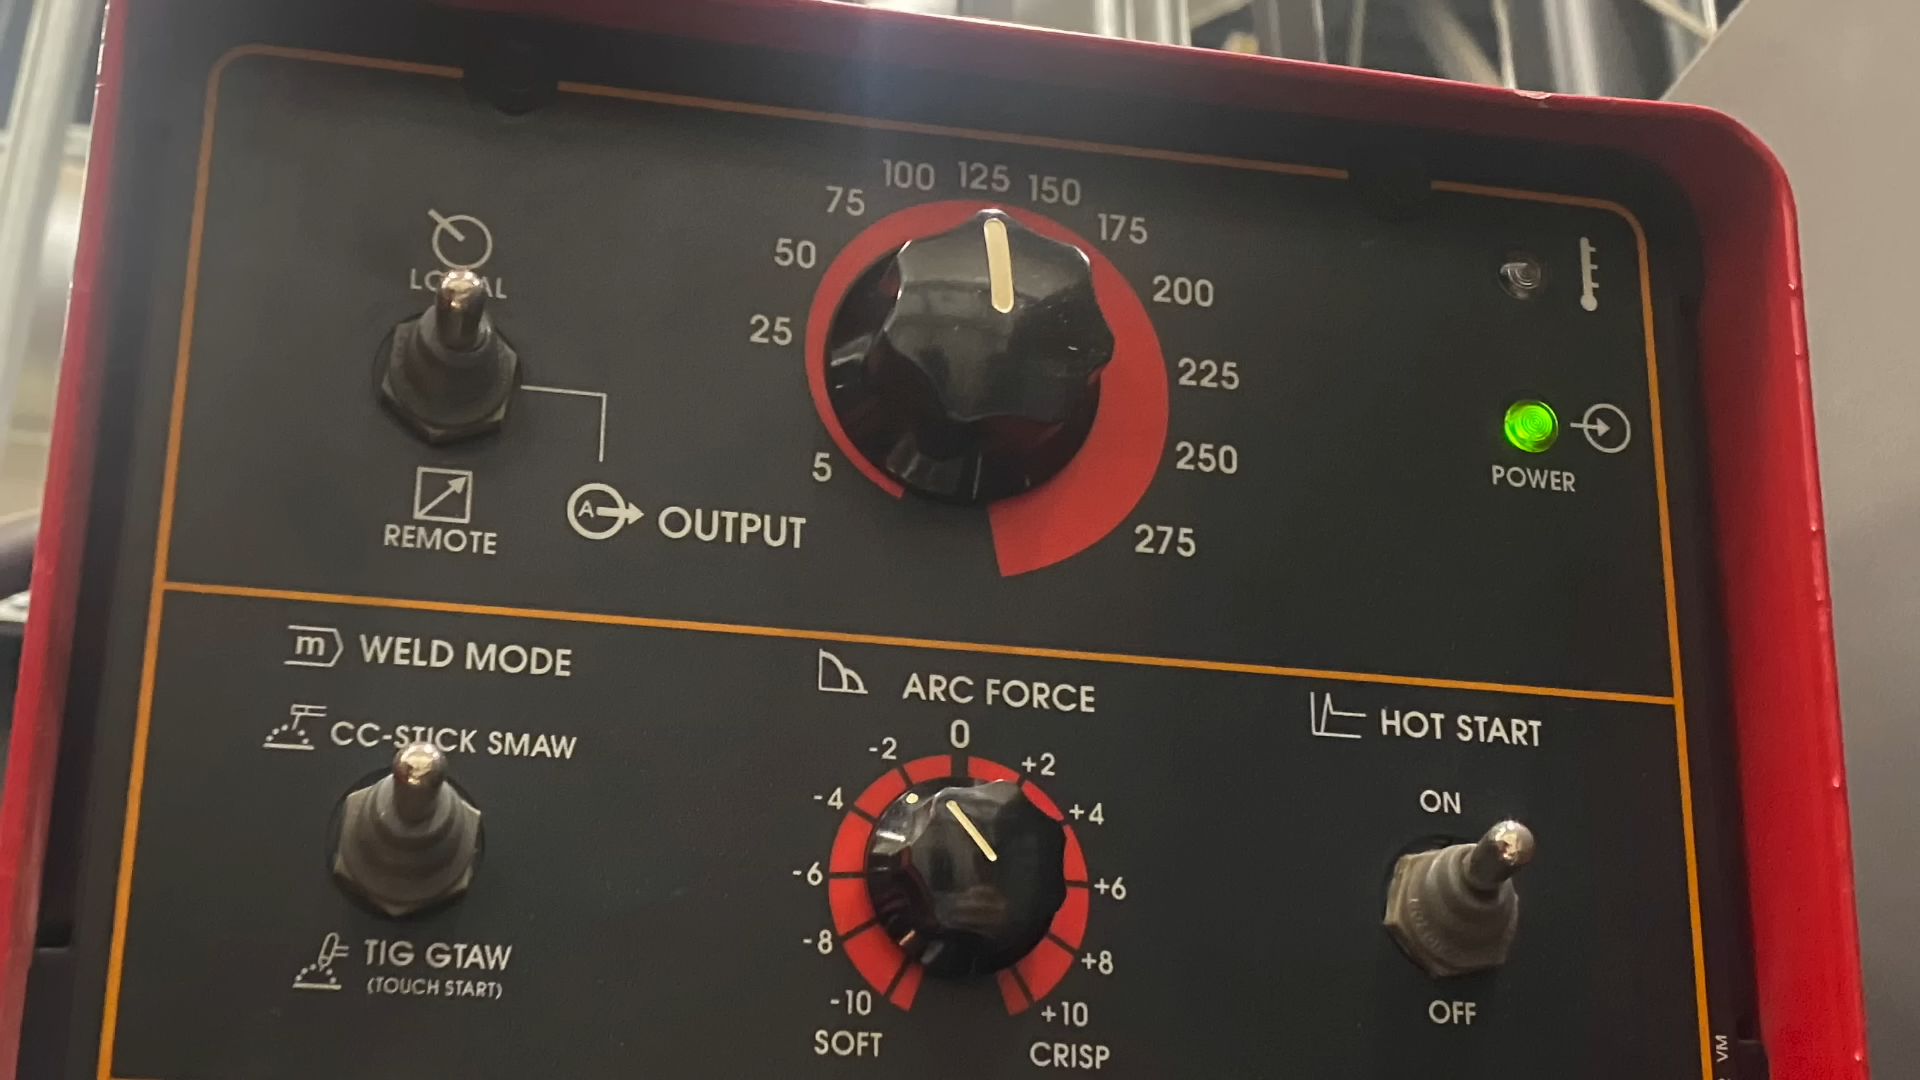 100 125 150
75 175
50 200
LOCAL
25 225
5 250
POWER
A OUTPUT 275
REMOTE
m WELD MODE
ARC FORCE
HOT START
CC-STICK SMAW
0
-2 +2
-4 +4
ON
-6 +6
-8 +8
TIG GTAW
(TOUCH START)
-10 +10
OFF
SOFT CRISP
VM